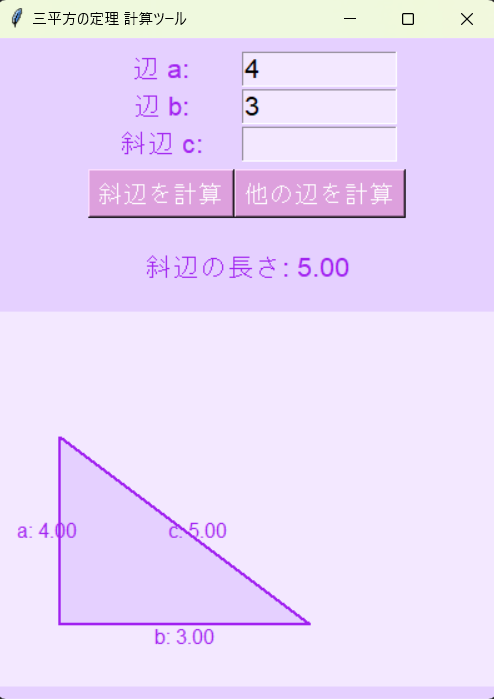 三平方の定理 計算ツール
辺 a: 4
辺 b: 3
斜辺 c:
斜辺を計算 他の辺を計算
斜辺の長さ: 5.00
a: 4.00 c: 5.00
b: 3.00